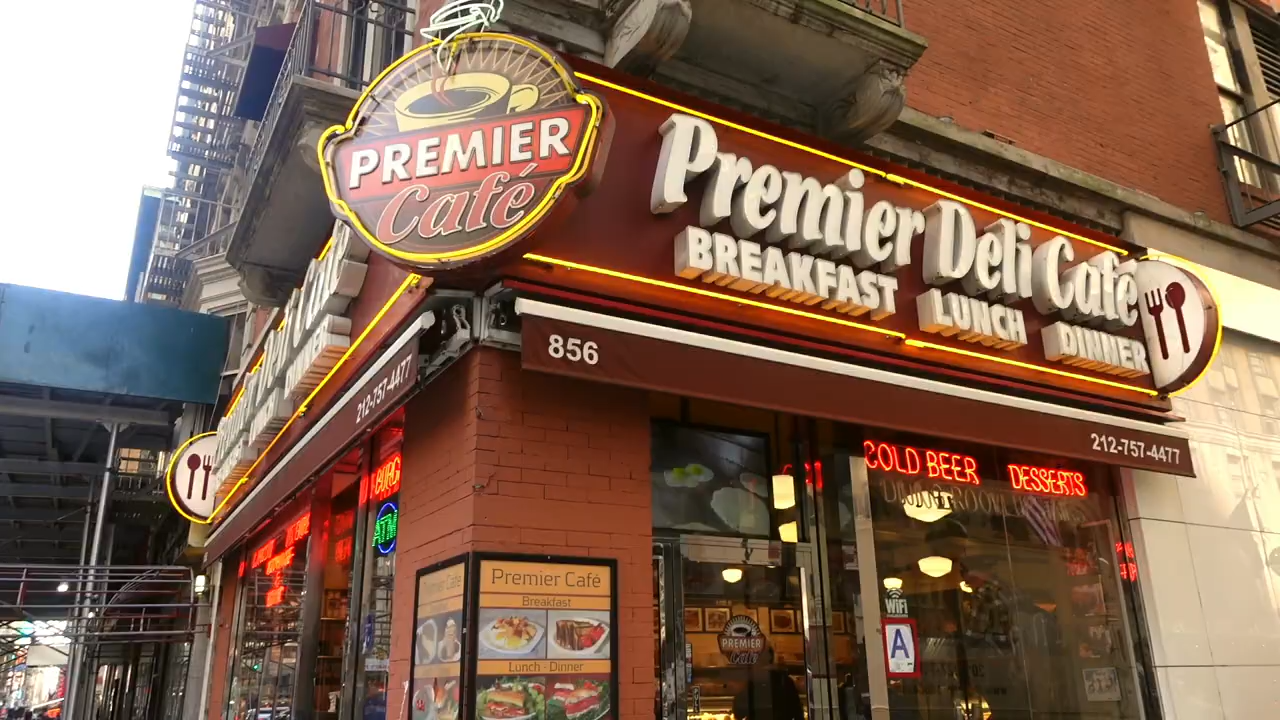 PREMIER
Café
Premier Deli Café
BREAKFAST LUNCH DINNER
856
212-757-4477
212-757-4477
COLD BEER
DESSERTS
ATM
WiFi
A
Premier Café
Breakfast
Lunch - Dinner
PREMIER
Café